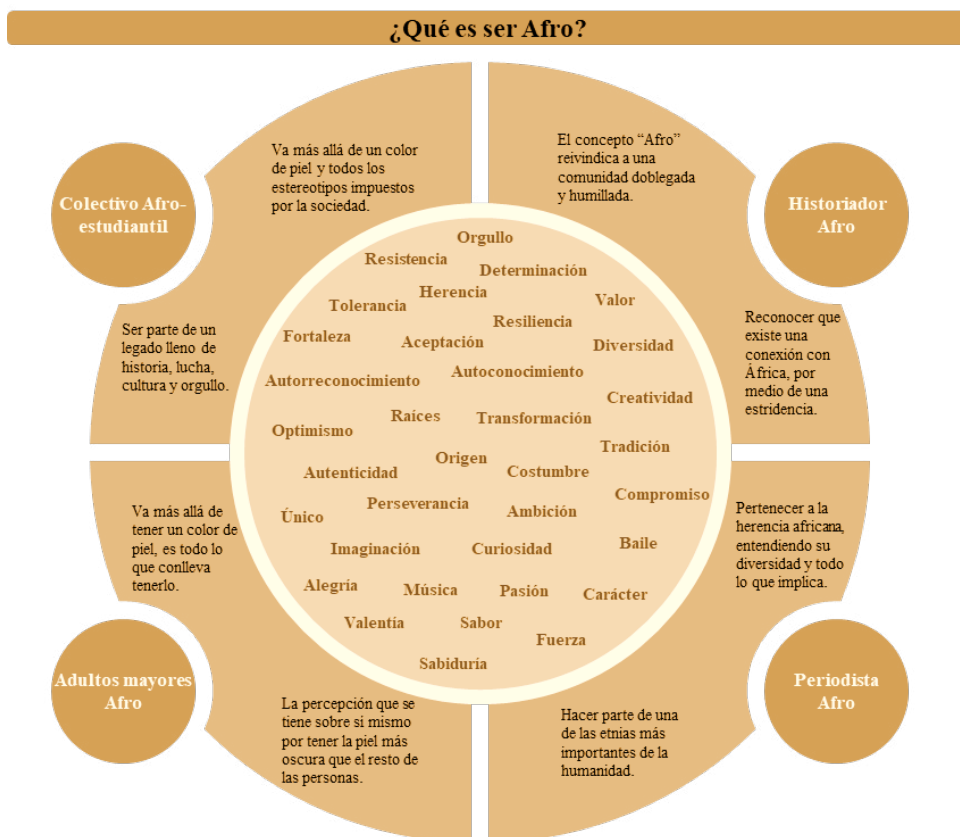 ¿Qué es ser Afro?
Colectivo Afro-
estudiantil
Va más allá de un color
de piel y todos los
estereotipos impuestos
por la sociedad.
Ser parte de un
legado lleno de
historia, lucha,
cultura y orgullo.
El concepto “Afro”
reivindica a una
comunidad doblegada
y humillada.
Historiador
Afro
Reconocer que
existe una
conexión con
África, por
medio de una
estridencia.
Orgullo
Resistencia
Determinación
Herencia
Tolerancia
Valor
Resiliencia
Fortaleza
Aceptación
Diversidad
Autorreconocimiento
Autoconocimiento
Creatividad
Raíces
Transformación
Optimismo
Tradición
Origen
Autenticidad
Costumbre
Compromiso
Perseverancia
Único
Ambición
Imaginación
Curiosidad
Baile
Alegría
Música
Pasión
Carácter
Valentía
Sabor
Fuerza
Sabiduría
Va más allá de
tener un color de
piel, es todo lo
que conlleva
tenerlo.
Adultos mayores
Afro
La percepción que se
tiene sobre si mismo
por tener la piel más
oscura que el resto de
las personas.
Pertenecer a la
herencia africana,
entendiendo su
diversidad y todo
lo que implica.
Periodista
Afro
Hacer parte de una
de las etnias más
importantes de la
humanidad.